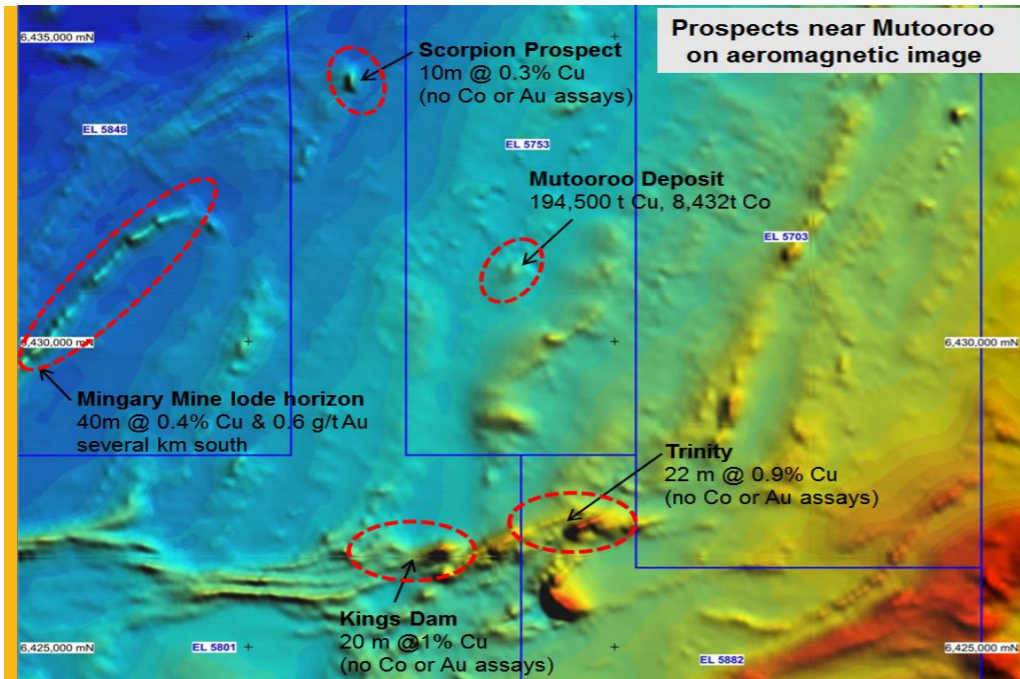 Prospects near Mutooroo
on aeromagnetic image
6,435,000 mN
Scorpion Prospect
10m @ 0.3% Cu
(no Co or Au assays)
EL 5848
EL 5753
Mutooroo Deposit
194,500 t Cu, 8,432t Co
EL 5703
6,430,000 mN
6,430,000 mN
Mingary Mine lode horizon
40m @ 0.4% Cu & 0.6 g/t Au
several km south
Trinity
22 m @ 0.9% Cu
(no Co or Au assays)
Kings Dam
20 m @1% Cu
(no Co or Au assays)
6,425,000 mN
EL 5801
EL 5882
6,425,000 mN